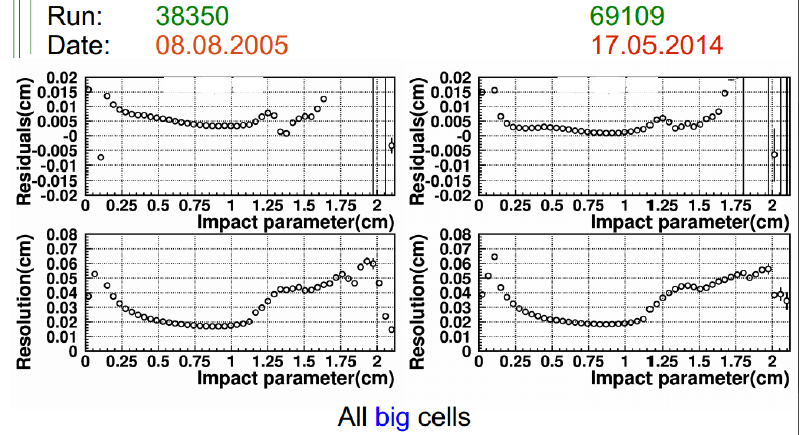 Run: 38350 69109
Date: 08.08.2005 17.05.2014
Residuals(cm)
0.02
0.015
0.01
0.005
-0
-0.005
-0.01
-0.015
-0.02
0 0.25 0.5 0.75 1 1.25 1.5 1.75 2
Impact parameter(cm)
Residuals(cm)
0.02
0.015
0.01
0.005
-0
-0.005
-0.01
-0.015
-0.02
0 0.25 0.5 0.75 1 1.25 1.5 1.75 2
Impact parameter(cm)
Resolution(cm)
0.08
0.07
0.06
0.05
0.04
0.03
0.02
0.01
0
0 0.25 0.5 0.75 1 1.25 1.5 1.75 2
Impact parameter(cm)
Resolution(cm)
0.08
0.07
0.06
0.05
0.04
0.03
0.02
0.01
0
0 0.25 0.5 0.75 1 1.25 1.5 1.75 2
Impact parameter(cm)
All big cells